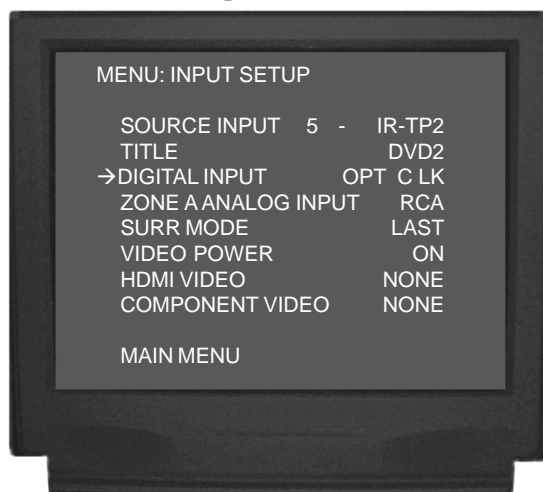 MENU: INPUT SETUP
SOURCE INPUT 5 - IR-TP2
TITLE DVD2
→DIGITAL INPUT OPT C LK
ZONE A ANALOG INPUT RCA
SURR MODE LAST
VIDEO POWER ON
HDMI VIDEO NONE
COMPONENT VIDEO NONE
MAIN MENU